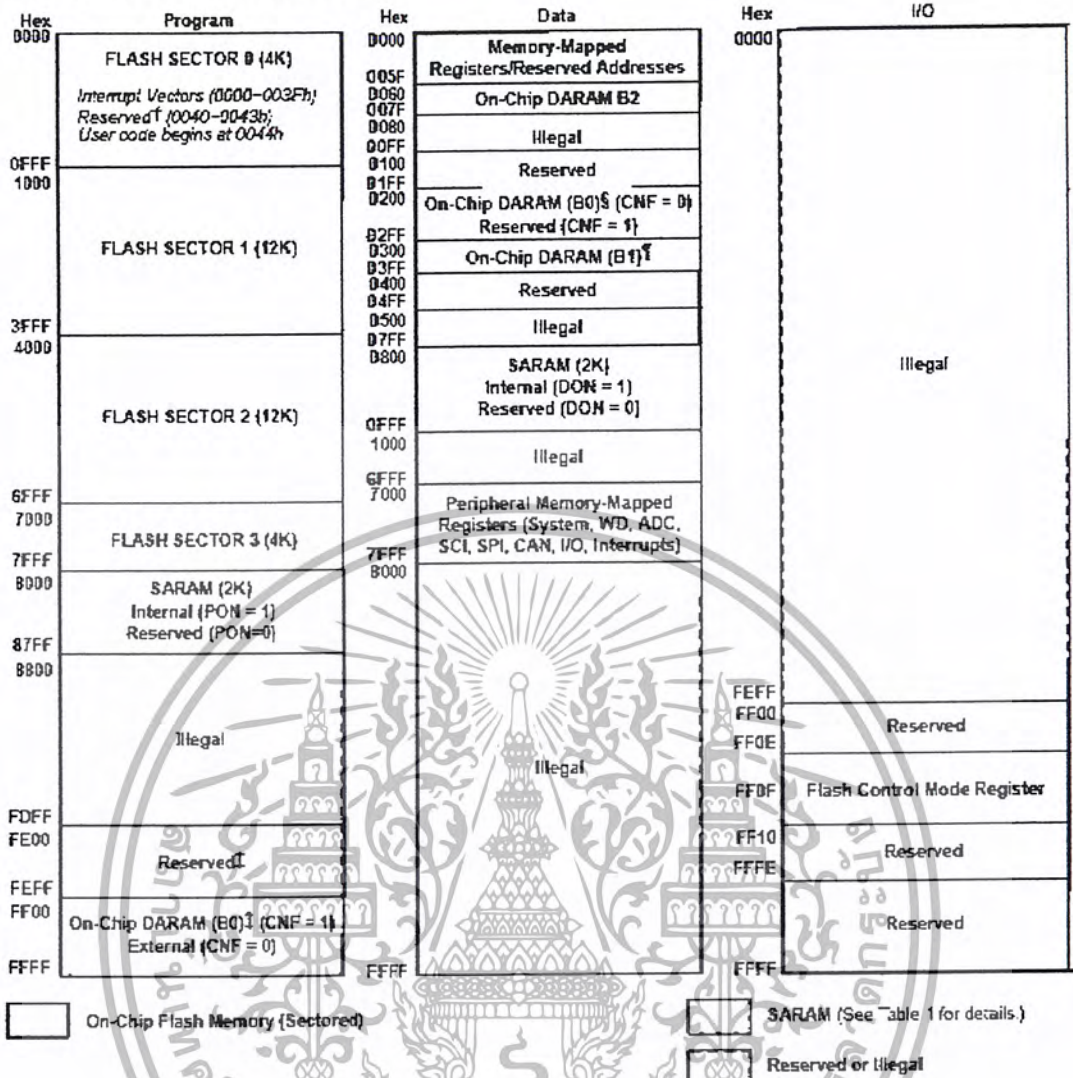 Hex Program
0000
FLASH SECTOR 0 (4K)
Interrupt Vectors (0000–003Fh)
Reserved† (0040–0043h)
User code begins at 0044h
0FFF
1000
FLASH SECTOR 1 (12K)
3FFF
4000
FLASH SECTOR 2 (12K)
6FFF
7000
FLASH SECTOR 3 (4K)
7FFF
8000
SARAM (2K)
Internal (PON = 1)
Reserved (PON=0)
87FF
8800
Illegal
FDFF
FE00
Reserved‡
FEFF
FF00
On-Chip DARAM (B0)‡ (CNF = 1)
External (CNF = 0)
FFFF
Hex Data
0000
Memory-Mapped
Registers/Reserved Addresses
005F
0060
On-Chip DARAM B2
007F
0080
Illegal
00FF
0100
Reserved
01FF
0200
On-Chip DARAM (B0)§ (CNF = 0)
Reserved (CNF = 1)
02FF
0300
On-Chip DARAM (B1)¶
03FF
0400
Reserved
04FF
0500
Illegal
07FF
0800
SARAM (2K)
Internal (DON = 1)
Reserved (DON = 0)
0FFF
1000
Illegal
6FFF
7000
Peripheral Memory-Mapped
Registers (System, WD, ADC,
SCI, SPI, CAN, I/O, Interrupts)
7FFF
8000
Illegal
FFFF
Hex I/O
0000
Illegal
FEFF
FF00
Reserved
FF0E
FF0F Flash Control Mode Register
FF10
Reserved
FFFE
Reserved
FFFF
On-Chip Flash Memory (Sectored)
SARAM (See Table 1 for details.)
Reserved or Illegal